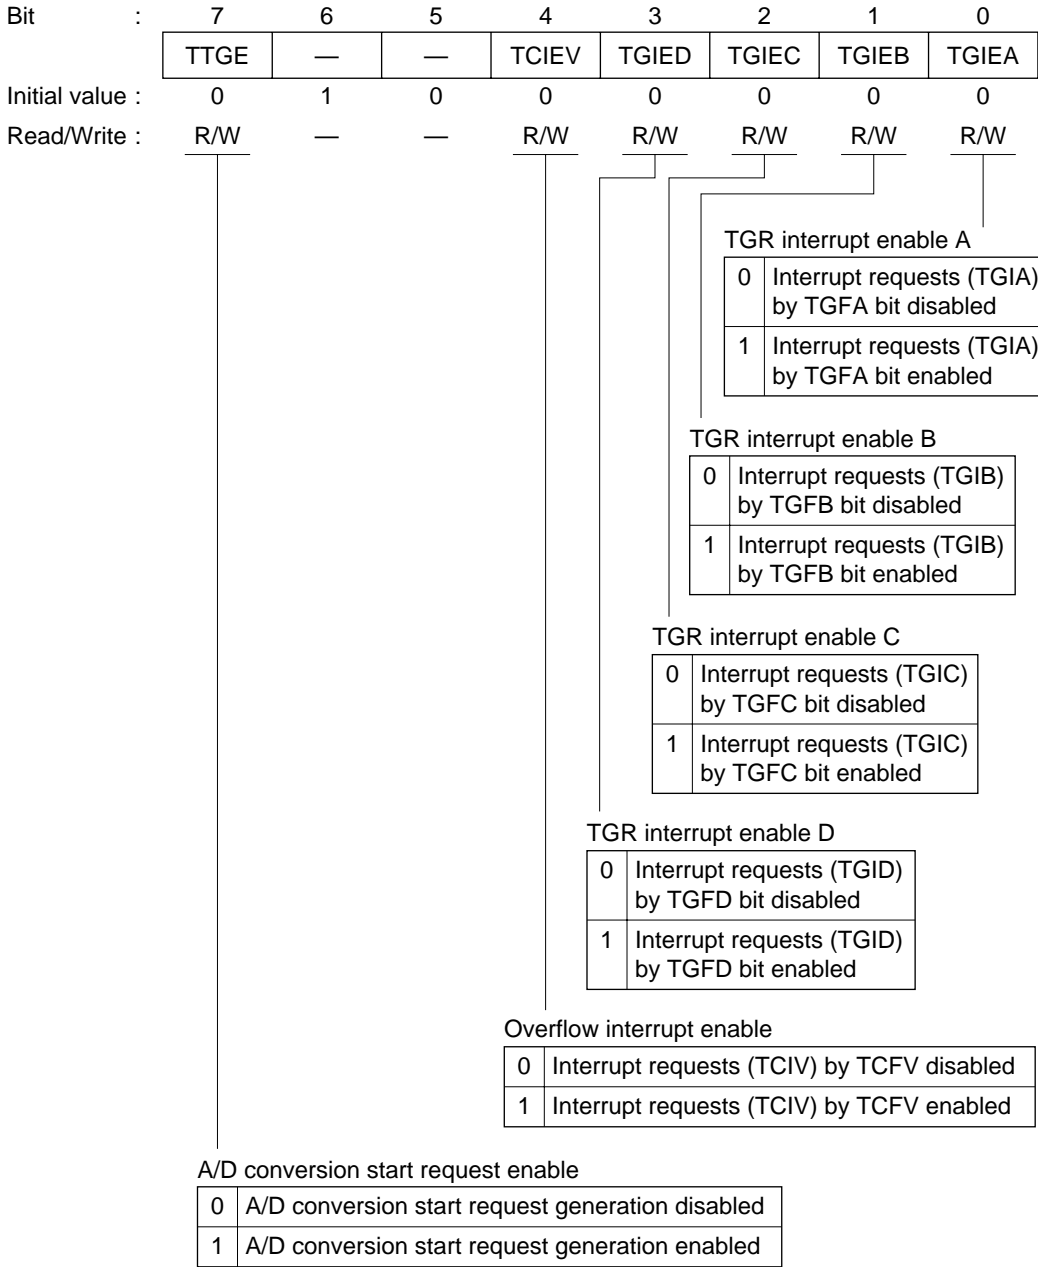 Bit : 7 6 5 4 3 2 1 0
TTGE — — TCIEV TGIED TGIEC TGIEB TGIEA
Initial value : 0 1 0 0 0 0 0 0
Read/Write : R/W — — R/W R/W R/W R/W R/W
TGR interrupt enable A
0 Interrupt requests (TGIA)
by TGFA bit disabled
1 Interrupt requests (TGIA)
by TGFA bit enabled
TGR interrupt enable B
0 Interrupt requests (TGIB)
by TGFB bit disabled
1 Interrupt requests (TGIB)
by TGFB bit enabled
TGR interrupt enable C
0 Interrupt requests (TGIC)
by TGFC bit disabled
1 Interrupt requests (TGIC)
by TGFC bit enabled
TGR interrupt enable D
0 Interrupt requests (TGID)
by TGFD bit disabled
1 Interrupt requests (TGID)
by TGFD bit enabled
Overflow interrupt enable
0 Interrupt requests (TCIV) by TCFV disabled
1 Interrupt requests (TCIV) by TCFV enabled
A/D conversion start request enable
0 A/D conversion start request generation disabled
1 A/D conversion start request generation enabled